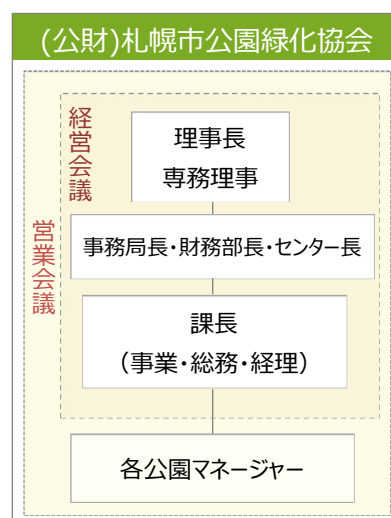 (公財)札幌市公園緑化協会
経営会議
営業会議
理事長
専務理事
事務局長・財務部長・センター長
課長
(事業・総務・経理)
各公園マネージャー